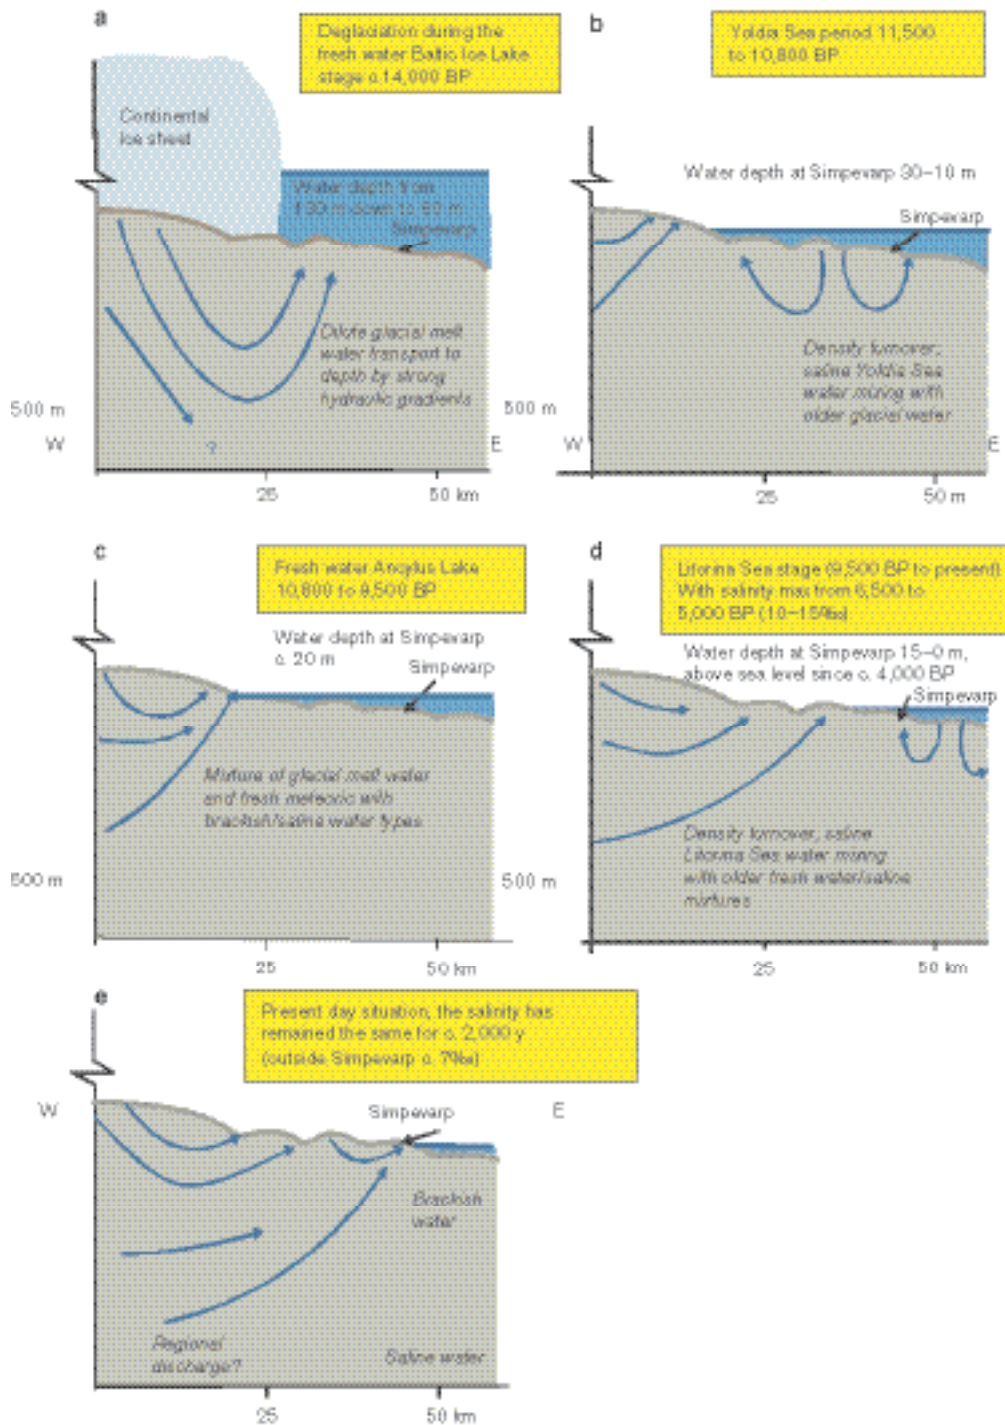 a
Deglaciation during the
fresh water Baltic Ice Lake
stage c.14,000 BP
Continental
Ice sheet
Water depth from
130 m down to 60 m
Simpevarp
Dilute glacial melt
water transport to
depth by strong
hydraulic gradients
500 m
W
?
E
25
50 km
b
Yoldia Sea period 11,500
to 10,800 BP
Water depth at Simpevarp 30–10 m
Simpevarp
Density turnover,
saline Yoldia Sea
water mixing with
older glacial water
500 m
W
E
25
50 m
c
Fresh water Ancylus Lake
10,800 to 9,500 BP
Water depth at Simpevarp
c. 20 m
Simpevarp
Mixture of glacial melt water
and fresh meteoric with
brackish/saline water types
500 m
25
50 km
d
Litorina Sea stage (9,500 BP to present)
With salinity max from 6,500 to
5,000 BP (10–15‰)
Water depth at Simpevarp 15–0 m,
above sea level since c. 4,000 BP
Simpevarp
Density turnover, saline
Litorina Sea water mixing
with older fresh water/saline
mixtures
500 m
25
50 km
e
Present day situation, the salinity has
remained the same for c. 2,000 y
(outside Simpevarp c. 7‰)
W
Simpevarp
E
Brackish
water
Regional
discharge?
Saline water
25
50 km